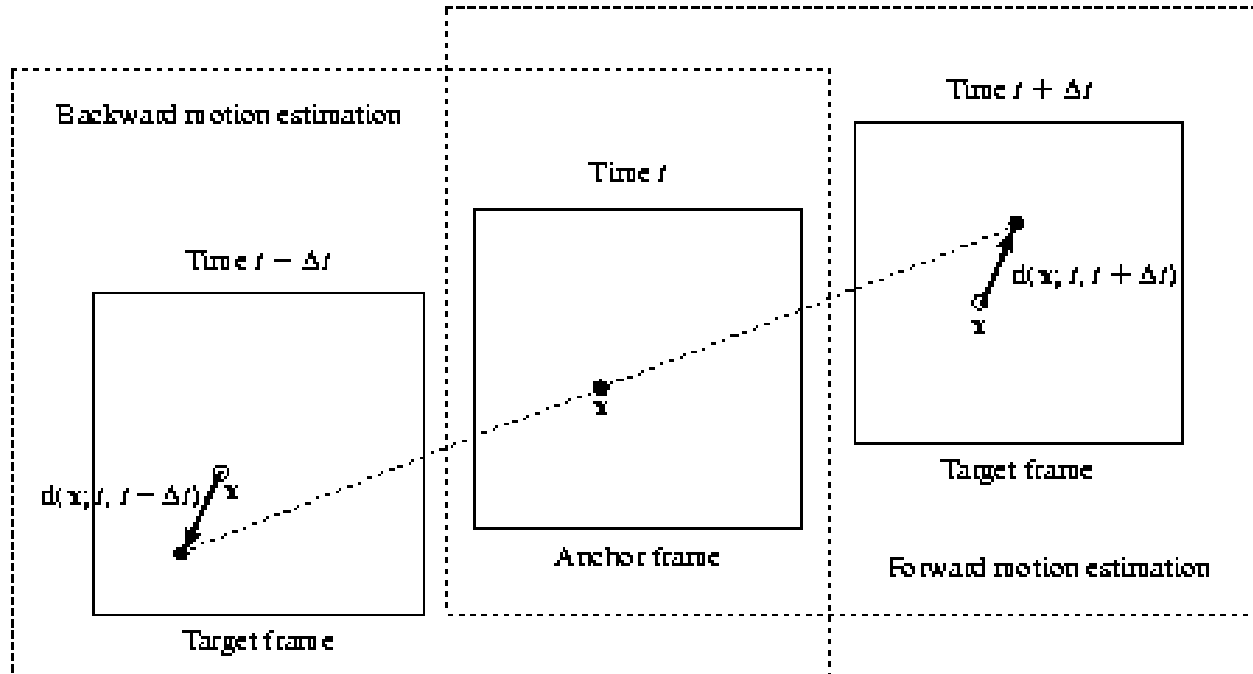 Backward motion estimation
Time t + Δt
Time t
Time t − Δt
d(x; t, t + Δt)
x
x
Target frame
d(x; t, t − Δt)
x
Anchor frame
Forward motion estimation
Target frame